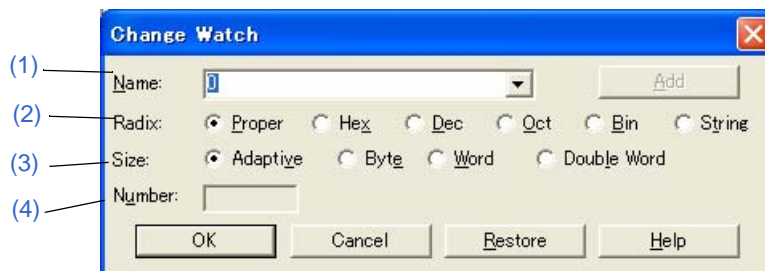 Change Watch
(1) Name: Add
(2) Radix: Proper Hex Dec Oct Bin String
(3) Size: Adaptive Byte Word Double Word
(4) Number:
OK Cancel Restore Help